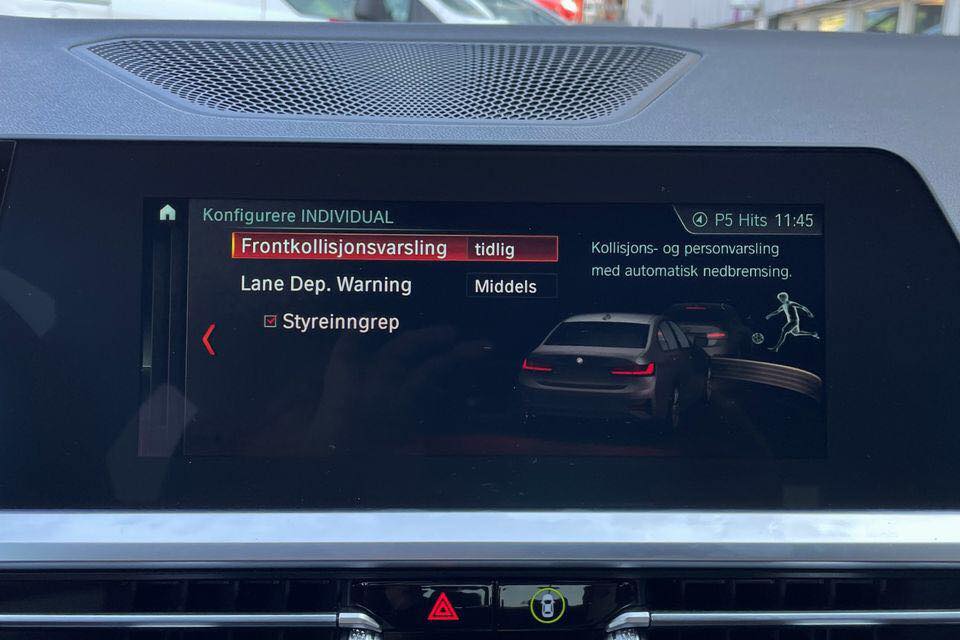 Konfigurere INDIVIDUAL
P5 Hits 11:45
Frontkollisjonsvarsling tidlig
Lane Dep. Warning Middels
Styreinngrep
Kollisjons- og personvarsling
med automatisk nedbremsing.